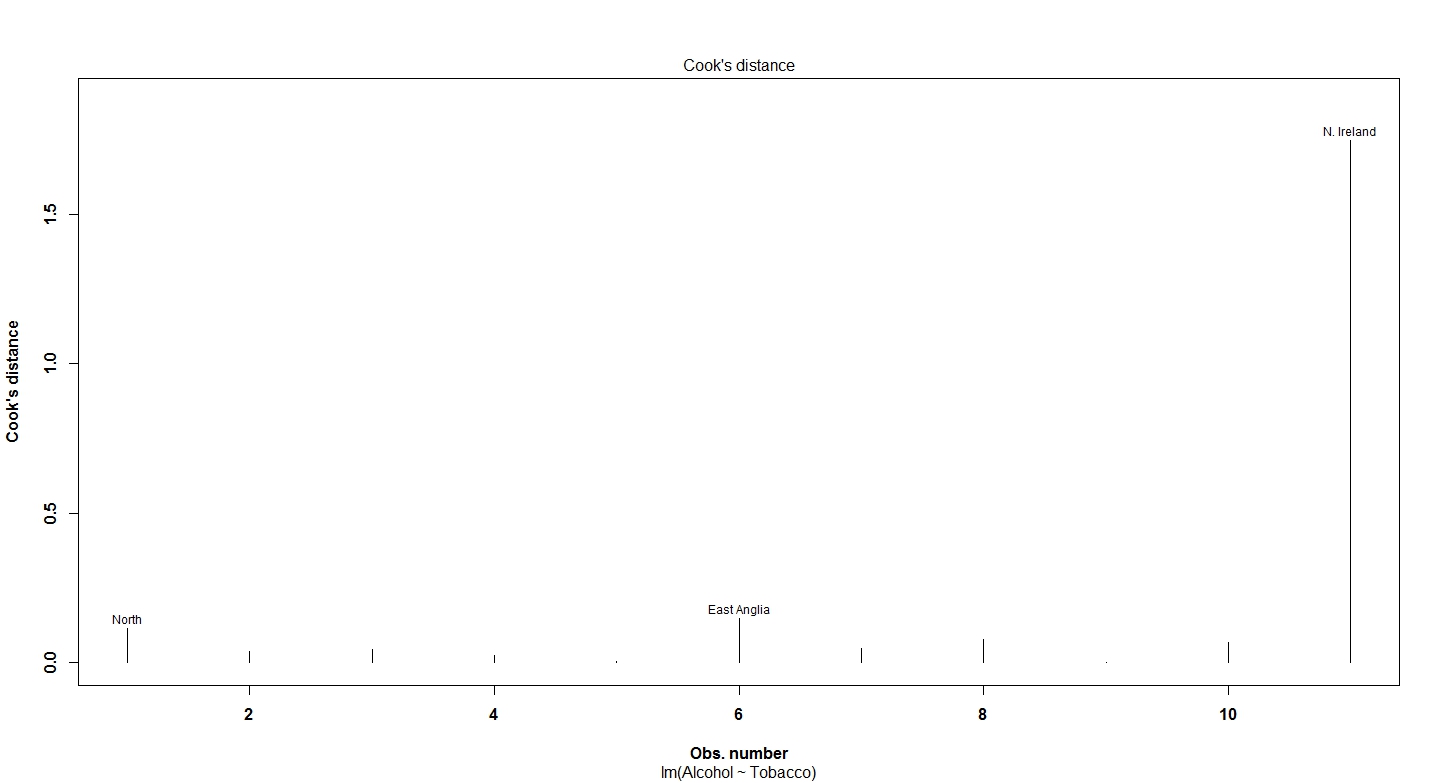 Cook's distance
N. Ireland
1.5
1.0
Cook's distance
0.5
North
East Anglia
0.0
2
4
6
8
10
Obs. number
lm(Alcohol ~ Tobacco)